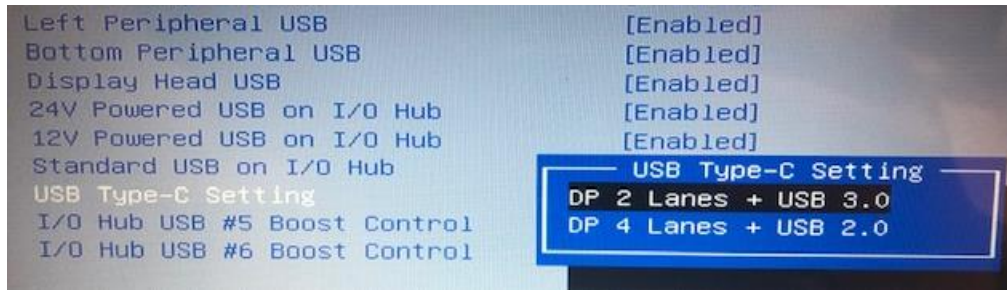 Left Peripheral USB [Enabled]
Bottom Peripheral USB [Enabled]
Display Head USB [Enabled]
24V Powered USB on I/O Hub [Enabled]
12V Powered USB on I/O Hub [Enabled]
Standard USB on I/O Hub
USB Type-C Setting
I/O Hub USB #5 Boost Control
I/O Hub USB #6 Boost Control
USB Type-C Setting
DP 2 Lanes + USB 3.0
DP 4 Lanes + USB 2.0